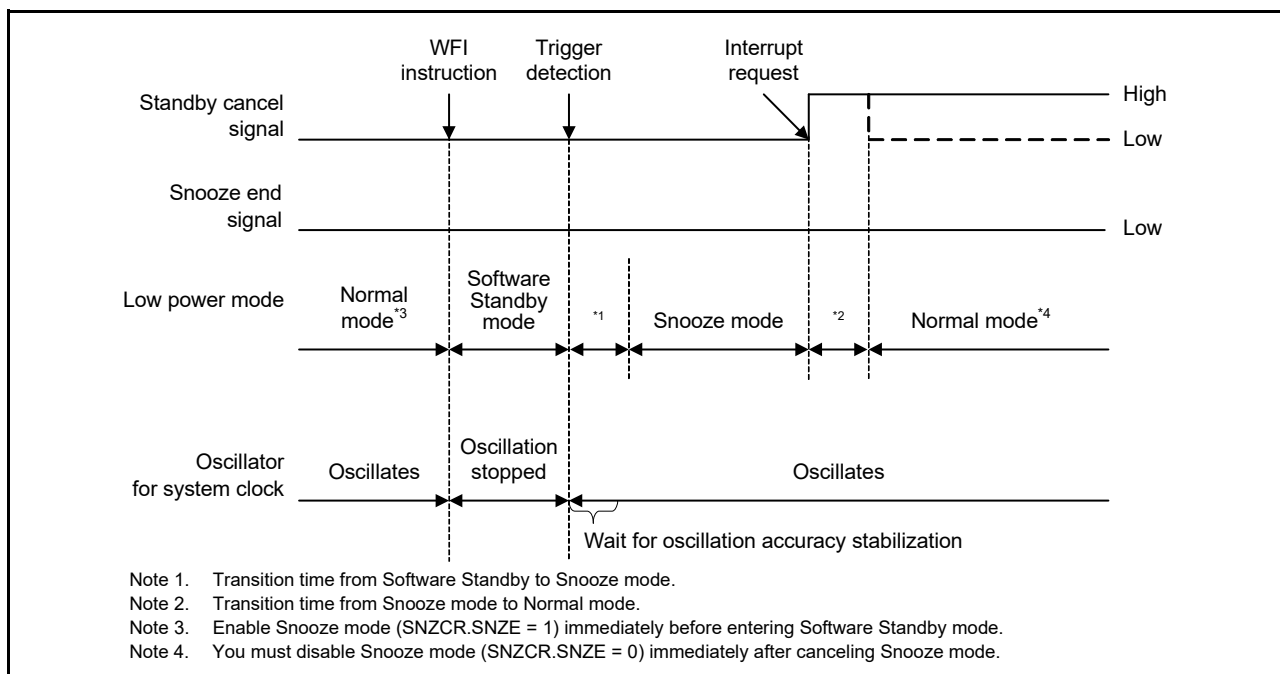 WFI
instruction
Trigger
detection
Interrupt
request
Standby cancel
signal
High
Low
Snooze end
signal
Low
Low power mode
Normal
mode*3
Software
Standby
mode
*1
Snooze mode
*2
Normal mode*4
Oscillator
for system clock
Oscillates
Oscillation
stopped
Oscillates
Wait for oscillation accuracy stabilization
Note 1. Transition time from Software Standby to Snooze mode.
Note 2. Transition time from Snooze mode to Normal mode.
Note 3. Enable Snooze mode (SNZCR.SNZE = 1) immediately before entering Software Standby mode.
Note 4. You must disable Snooze mode (SNZCR.SNZE = 0) immediately after canceling Snooze mode.